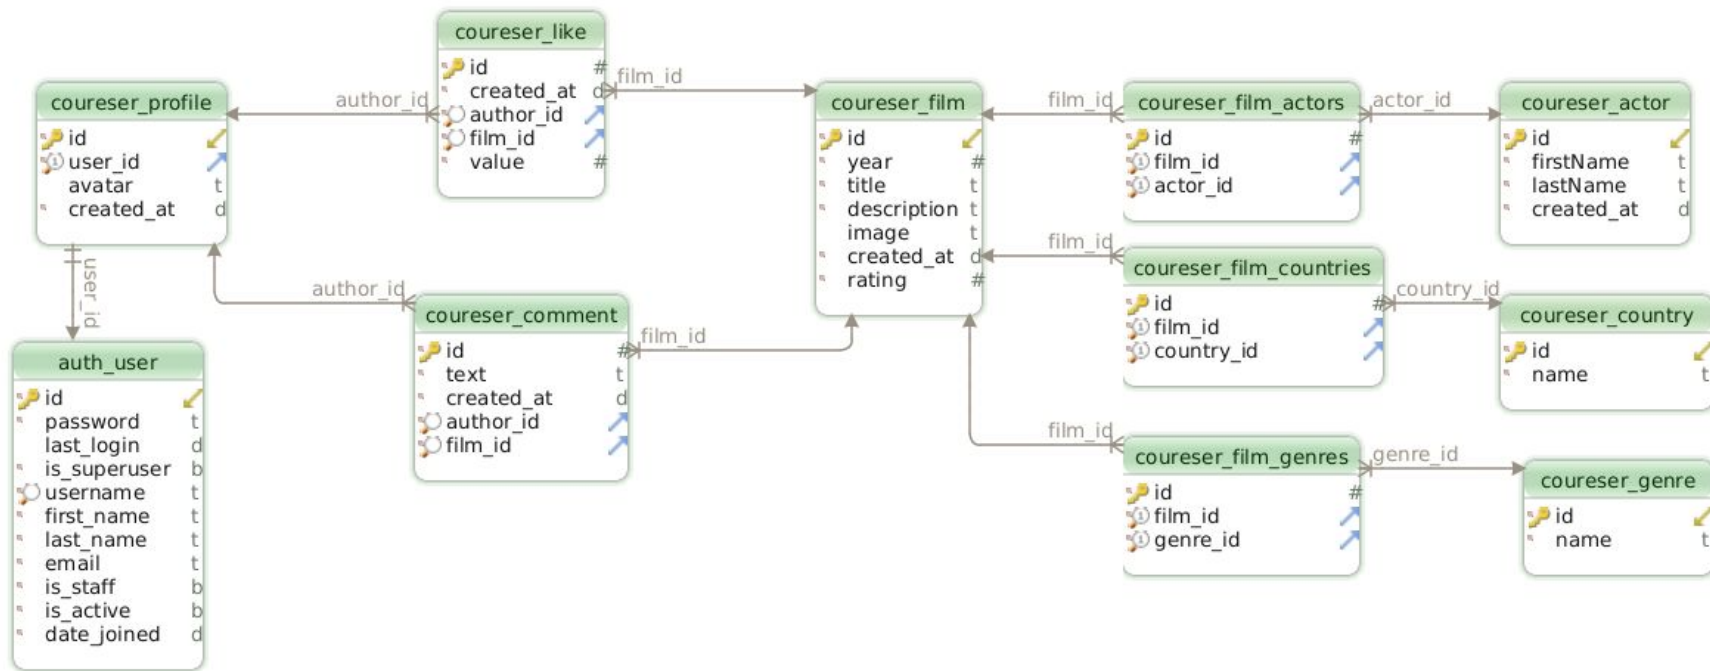 coureser_like
id #
created_at d
author_id
film_id
value #
coureser_profile
id
user_id
avatar t
created_at d
author_id
film_id
user_id
auth_user
id
password t
last_login d
is_superuser b
username t
first_name t
last_name t
email t
is_staff b
is_active b
date_joined d
author_id
coureser_comment
id #
text t
created_at d
author_id
film_id
film_id
coureser_film
id
year #
title t
description t
image t
created_at d
rating #
film_id
coureser_film_actors
id #
film_id
actor_id
actor_id
coureser_actor
id
firstName t
lastName t
created_at d
film_id
coureser_film_countries
id #
film_id
country_id
country_id
coureser_country
id
name t
film_id
coureser_film_genres
id #
film_id
genre_id
genre_id
coureser_genre
id
name t